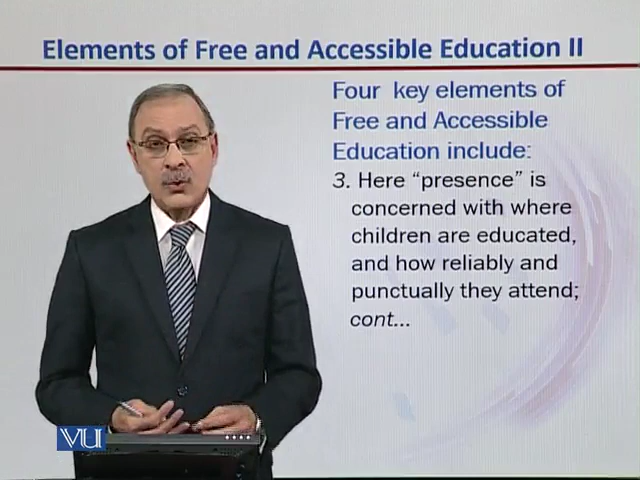 Elements of Free and Accessible Education II
Four key elements of
Free and Accessible
Education include:
3. Here “presence” is
concerned with where
children are educated,
and how reliably and
punctually they attend;
cont...
VU